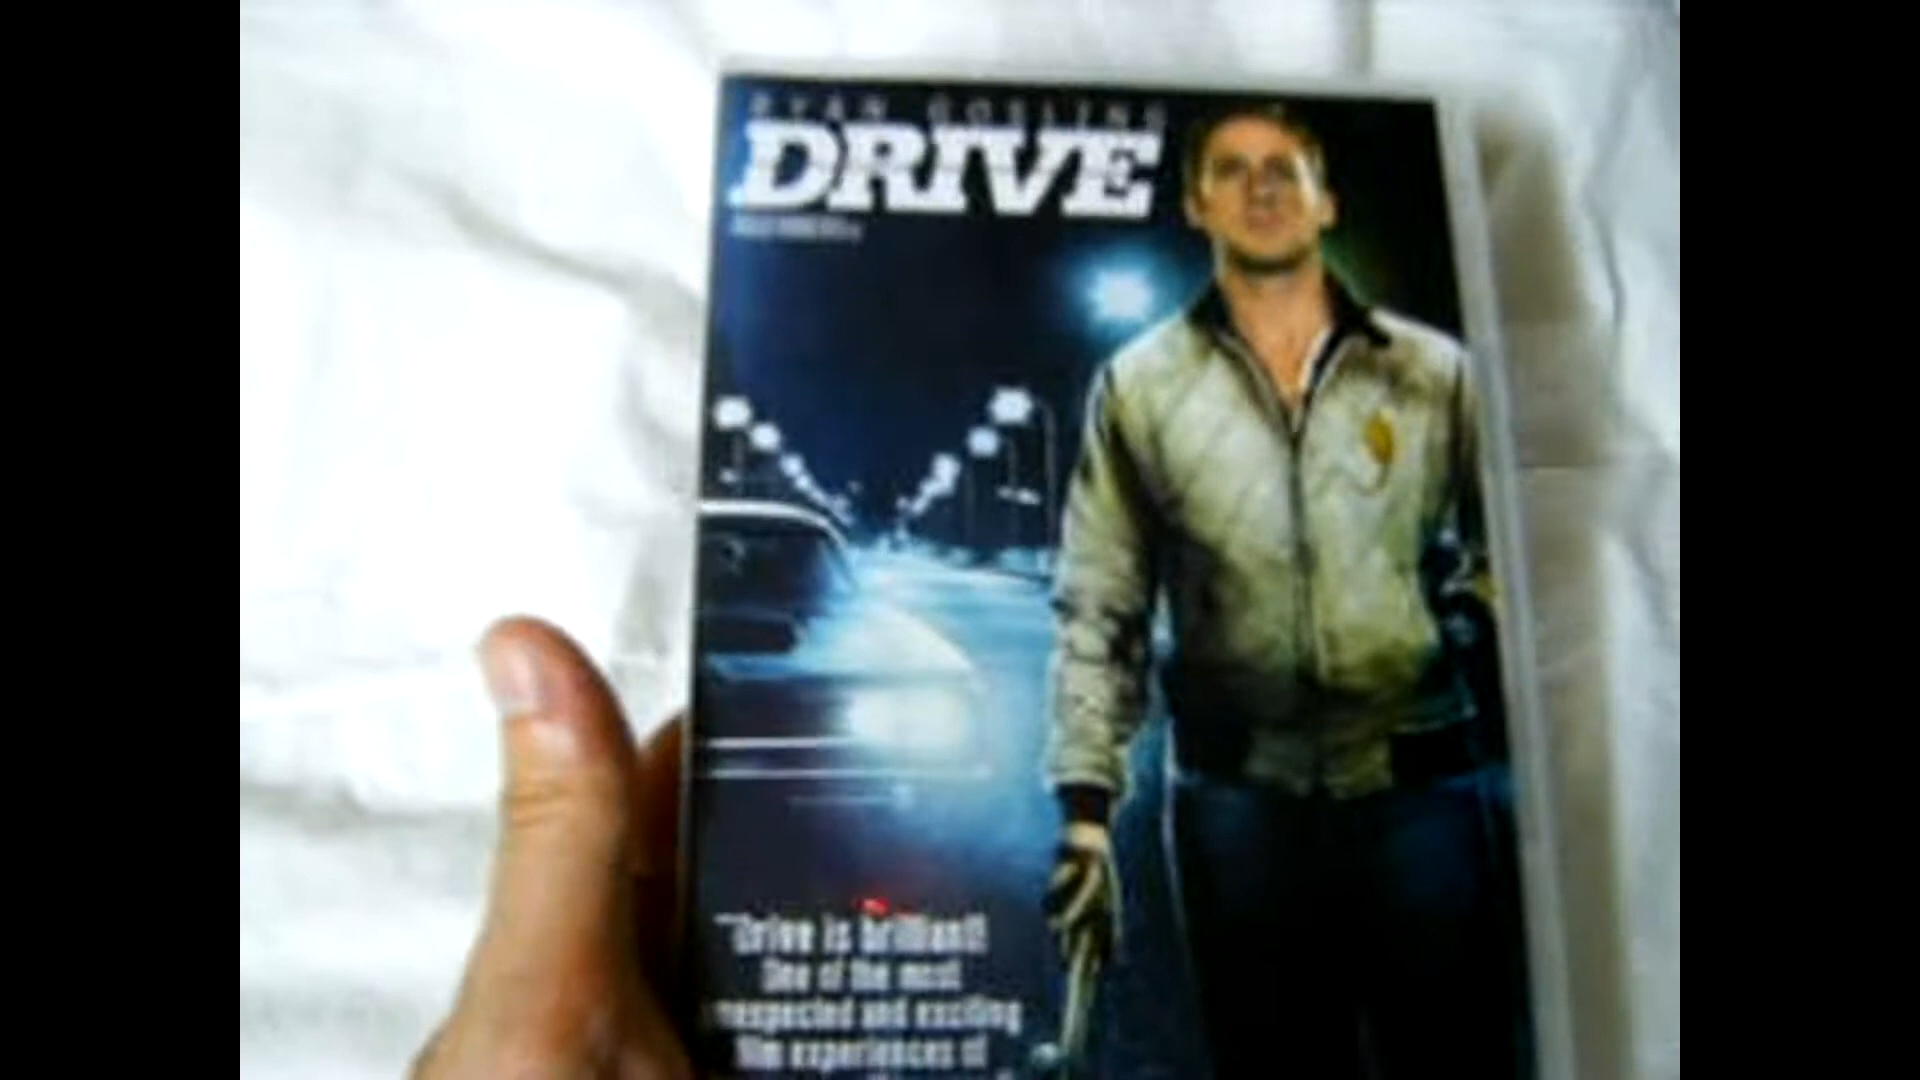 RYAN GOSLING
DRIVE
"Drive is brilliant!
One of the most
unexpected and exciting
film experiences of